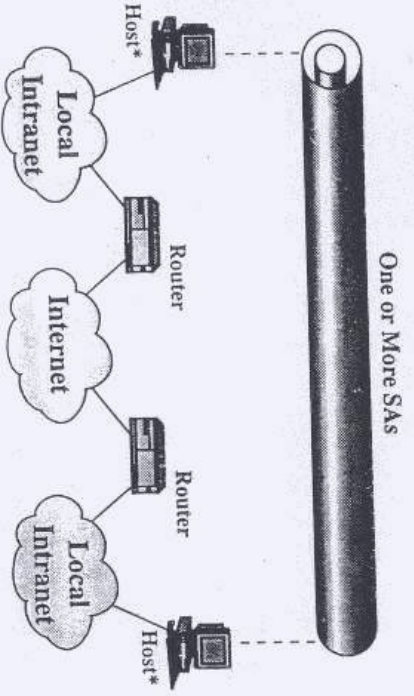 One or More SAs
Host*
Local
Intranet
Router
Internet
Router
Local
Intranet
Host*